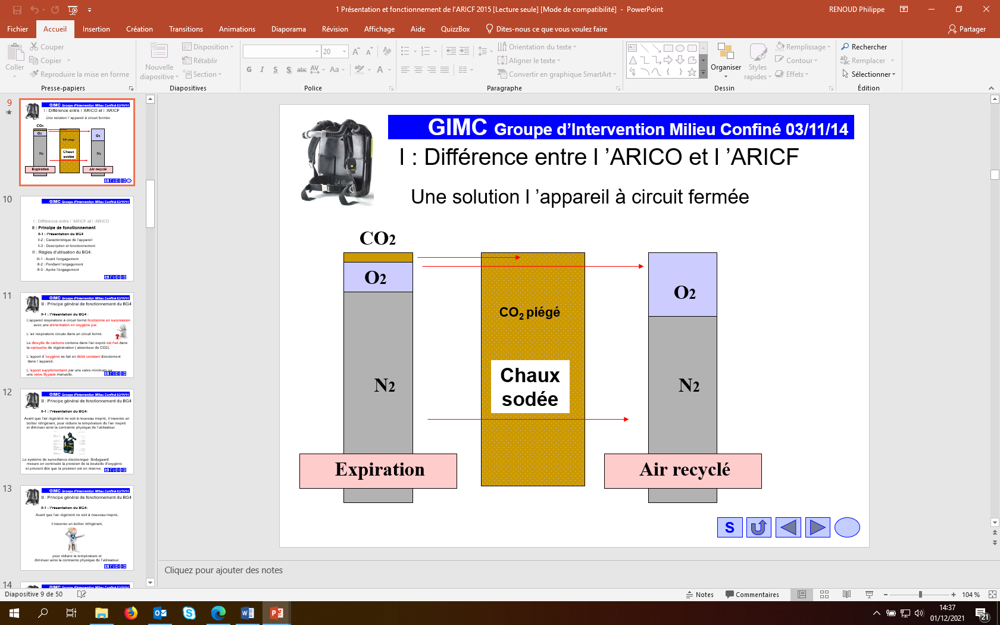 1 Présentation et fonctionnement de l'ARICF 2015 [Lecture seule] [Mode de compatibilité] - PowerPoint
RENOUD Philippe
Fichier
Accueil
Insertion
Création
Transitions
Animations
Diaporama
Révision
Affichage
Aide
QuizzBox
Dites-nous ce que vous voulez faire
Partager
Coller
Couper
Copier
Reproduire la mise en forme
Presse-papiers
Nouvelle
diapositive
Disposition
Rétablir
Section
Diapositives
20
G I S S abc AV Aa A
Police
Orientation du texte
Aligner le texte
Convertir en graphique SmartArt
Paragraphe
Organiser
Styles
rapides
Remplissage
Contour
Effets
Dessin
Rechercher
Remplacer
Sélectionner
Édition
9
GIMC Groupe d'Intervention Milieu Confiné 03/11/14
I : Différence entre l 'ARICO et l 'ARICF
Une solution l 'appareil à circuit fermée
CO2
O2
CO2 piégé
O2
N2
Chaux
sodée
N2
Expiration
Air recyclé
10
GIMC Groupe d'Intervention Milieu Confiné 03/11/14
I : Différence entre l 'ARICF et l 'ARICO
II : Principe de fonctionnement
II-1 : Présentation du BG4
II-2 : Caractéristique de l'appareil
II-3 : Description et fonctionnement
III : Règles d'utilisation du BG4.
III-1 : Avant l'engagement
III-2 : Pendant l'engagement
III-3 : Après l'engagement
11
GIMC Groupe d'Intervention Milieu Confiné 03/11/14
II : Principe général de fonctionnement du BG4
II-1 : Présentation du BG4 :
L'appareil respiratoire à circuit fermé fonctionne en surpression
avec une alimentation en oxygène pur.
L 'air respiratoire circule dans un circuit fermé.
Le dioxyde de carbone contenu dans l'air expiré est fixé dans
la cartouche de régénération ( absorbeur de CO2).
L 'apport d 'oxygène se fait en débit constant directement
dans l 'appareil.
L 'apport supplémentaire par une valve minimum ou
une valve Bypass manuelle.
12
GIMC Groupe d'Intervention Milieu Confiné 03/11/14
II : Principe général de fonctionnement du BG4
II-1 : Présentation du BG4:
Avant que l'air régénéré ne soit à nouveau inspiré, il traverse un
boîtier réfrigérant, pour réduire la température de l'air inspiré
et diminuer ainsi la contrainte physique de l'utilisateur.
Le système de surveillance électronique Bodyguard
mesure en continuité la pression de la bouteille d'oxygène
et prévient dès que la pression est en réserve.
13
GIMC Groupe d'Intervention Milieu Confiné 03/11/14
II : Principe général de fonctionnement du BG4
II-1 : Présentation du BG4:
Avant que l'air régénéré ne soit à nouveau inspiré,
il traverse un boîtier réfrigérant,
pour réduire la température et
diminuer ainsi la contrainte physique de l'utilisateur.
14
GIMC Groupe d'Intervention Milieu Confiné 03/11/14
GIMC Groupe d’Intervention Milieu Confiné 03/11/14
I : Différence entre l ’ARICO et l ’ARICF
Une solution l ’appareil à circuit fermée
CO2
O2
CO2 piégé
O2
N2
Chaux
sodée
N2
Expiration
Air recyclé
S
Cliquez pour ajouter des notes
Diapositive 9 de 50
Notes
Commentaires
104 %
14:37
01/12/2021
21